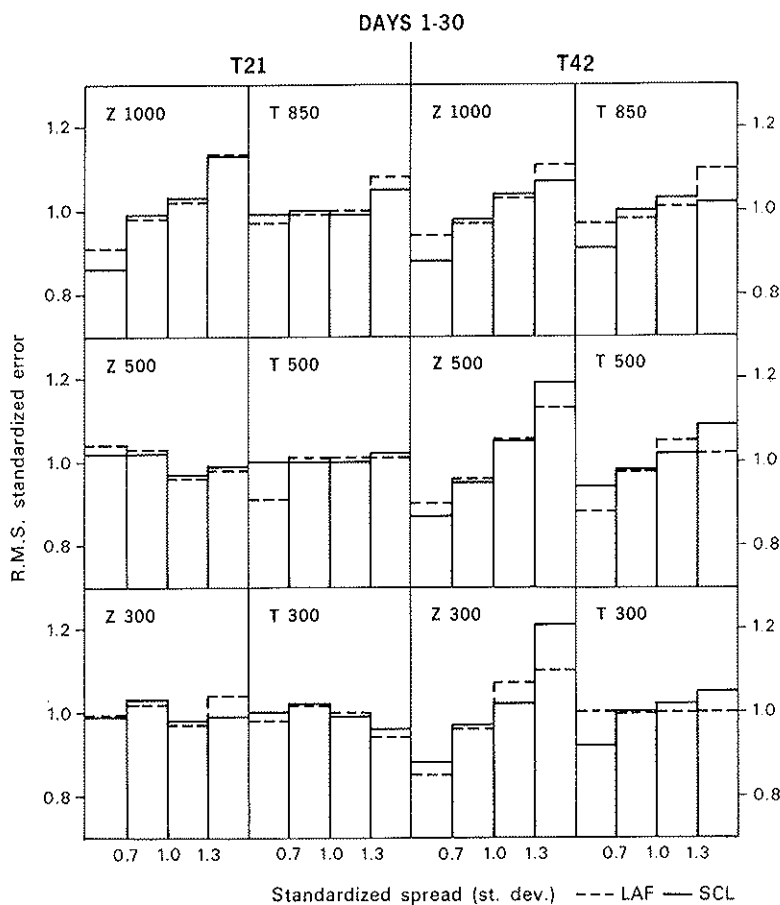 DAYS 1-30
T21 T42
Z 1000 T 850 Z 1000 T 850
1.2 1.2
1.0 1.0
0.8 0.8
Z 500 T 500 Z 500 T 500
1.2 1.2
1.0 1.0
0.8 0.8
Z 300 T 300 Z 300 T 300
1.2 1.2
1.0 1.0
0.8 0.8
R.M.S. standardized error
0.7 1.0 1.3 0.7 1.0 1.3 0.7 1.0 1.3 0.7 1.0 1.3
Standardized spread (st. dev.) --- LAF — SCL